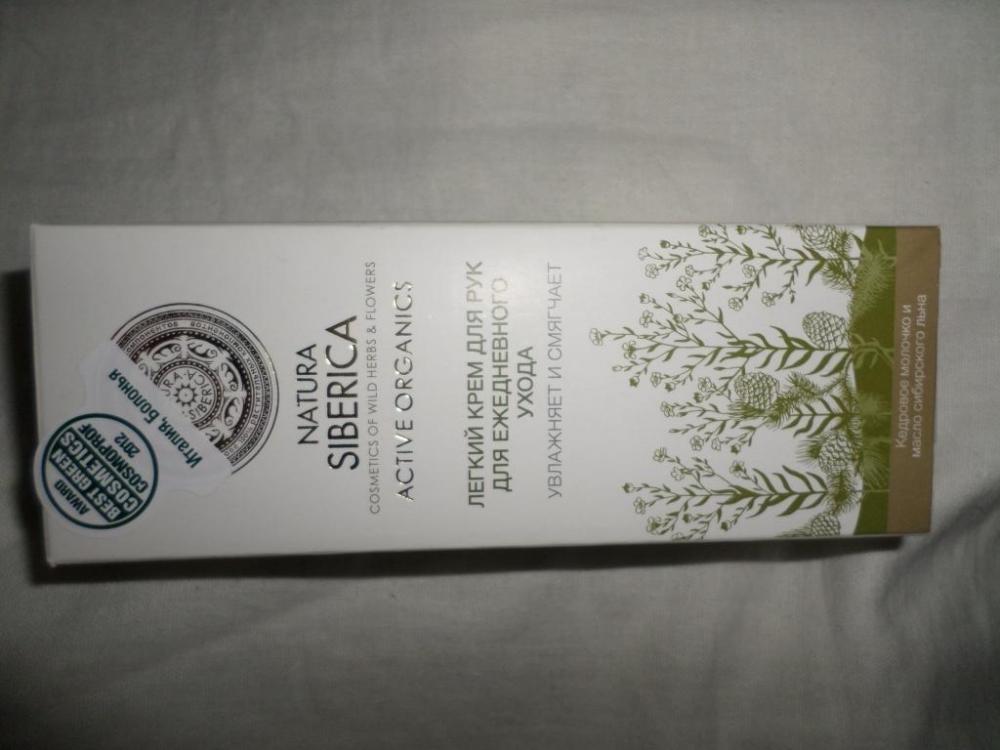 AWARD
BEST GREEN
COSMETICS
COSMOPROF
2012
Италия, Болонья
NATURA
SIBERICA
COSMETICS OF WILD HERBS & FLOWERS
ACTIVE ORGANICS
ЛЕГКИЙ КРЕМ ДЛЯ РУК
ДЛЯ ЕЖЕДНЕВНОГО
УХОДА
УВЛАЖНЯЕТ И СМЯГЧАЕТ
Кедровое молочко и
масло сибирского льна